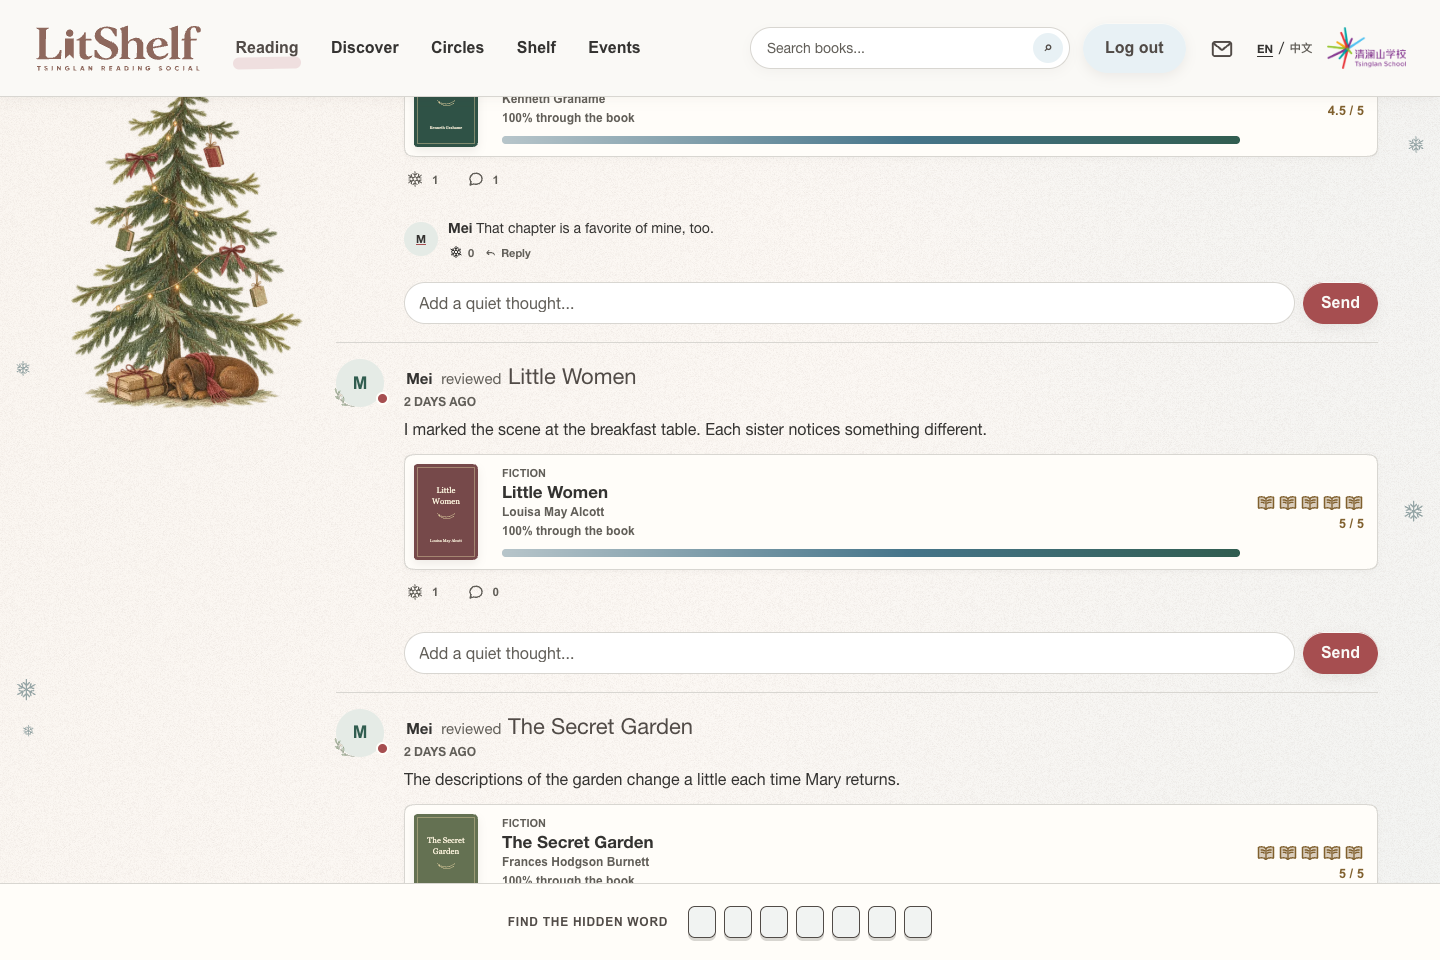 LitShelf
TSINGLAN READING SOCIAL
Reading
Discover
Circles
Shelf
Events
Search books...
Log out
EN / 中文
清澜山学校
Tsinglan School
Kenneth Grahame
Kenneth Grahame
100% through the book
4.5 / 5
1
1
M
Mei That chapter is a favorite of mine, too.
0
Reply
Add a quiet thought...
Send
M
Mei reviewed Little Women
2 DAYS AGO
I marked the scene at the breakfast table. Each sister notices something different.
Little
Women
Louisa May Alcott
FICTION
Little Women
Louisa May Alcott
100% through the book
5 / 5
1
0
Add a quiet thought...
Send
M
Mei reviewed The Secret Garden
2 DAYS AGO
The descriptions of the garden change a little each time Mary returns.
The Secret
Garden
FICTION
The Secret Garden
Frances Hodgson Burnett
100% through the book
5 / 5
FIND THE HIDDEN WORD